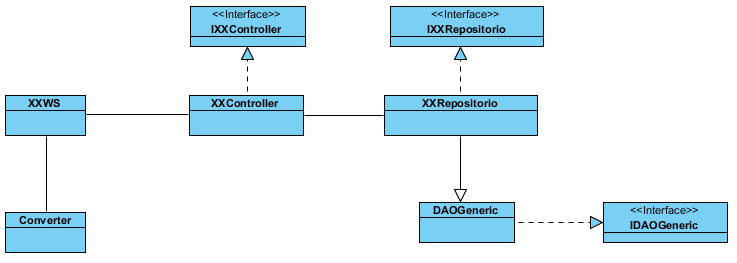 <<Interface>>
IXXController
<<Interface>>
IXXRepositorio
XXWS
XXController
XXRepositorio
Converter
DAOGeneric
<<Interface>>
IDAOGeneric